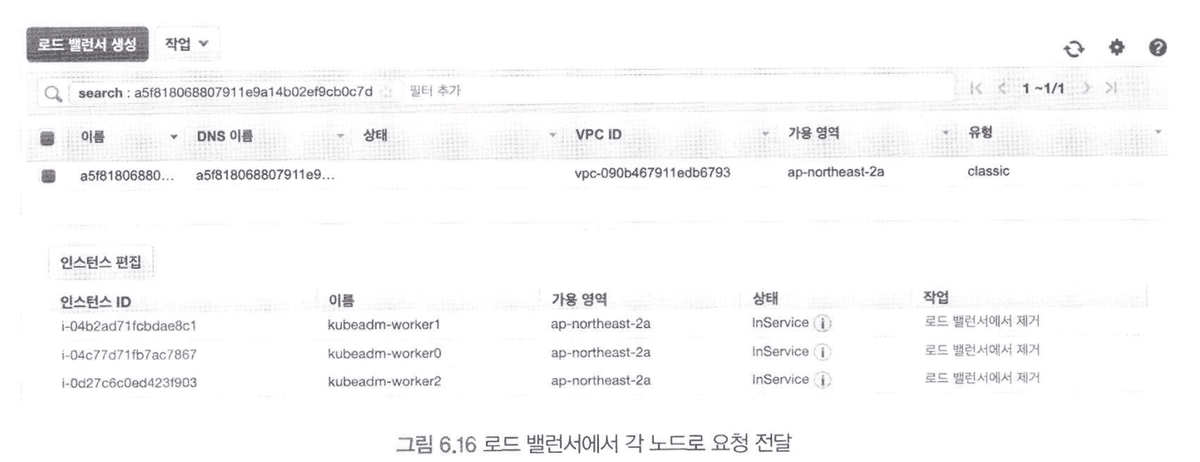 로드 밸런서 생성 작업
search : a5f818068807911e9a14b02ef9cb0c7d 필터 추가 1 ~1/1
이름 DNS 이름 상태 VPC ID 가용 영역 유형
a5f81806880... a5f818068807911e9... vpc-090b467911edb6793 ap-northeast-2a classic
인스턴스 편집
인스턴스 ID 이름 가용 영역 상태 작업
i-04b2ad71fcbdae8c1 kubeadm-worker1 ap-northeast-2a InService 로드 밸런서에서 제거
i-04c77d71fb7ac7867 kubeadm-worker0 ap-northeast-2a InService 로드 밸런서에서 제거
i-0d27c6c0ed423f903 kubeadm-worker2 ap-northeast-2a InService 로드 밸런서에서 제거
그림 6.16 로드 밸런서에서 각 노드로 요청 전달